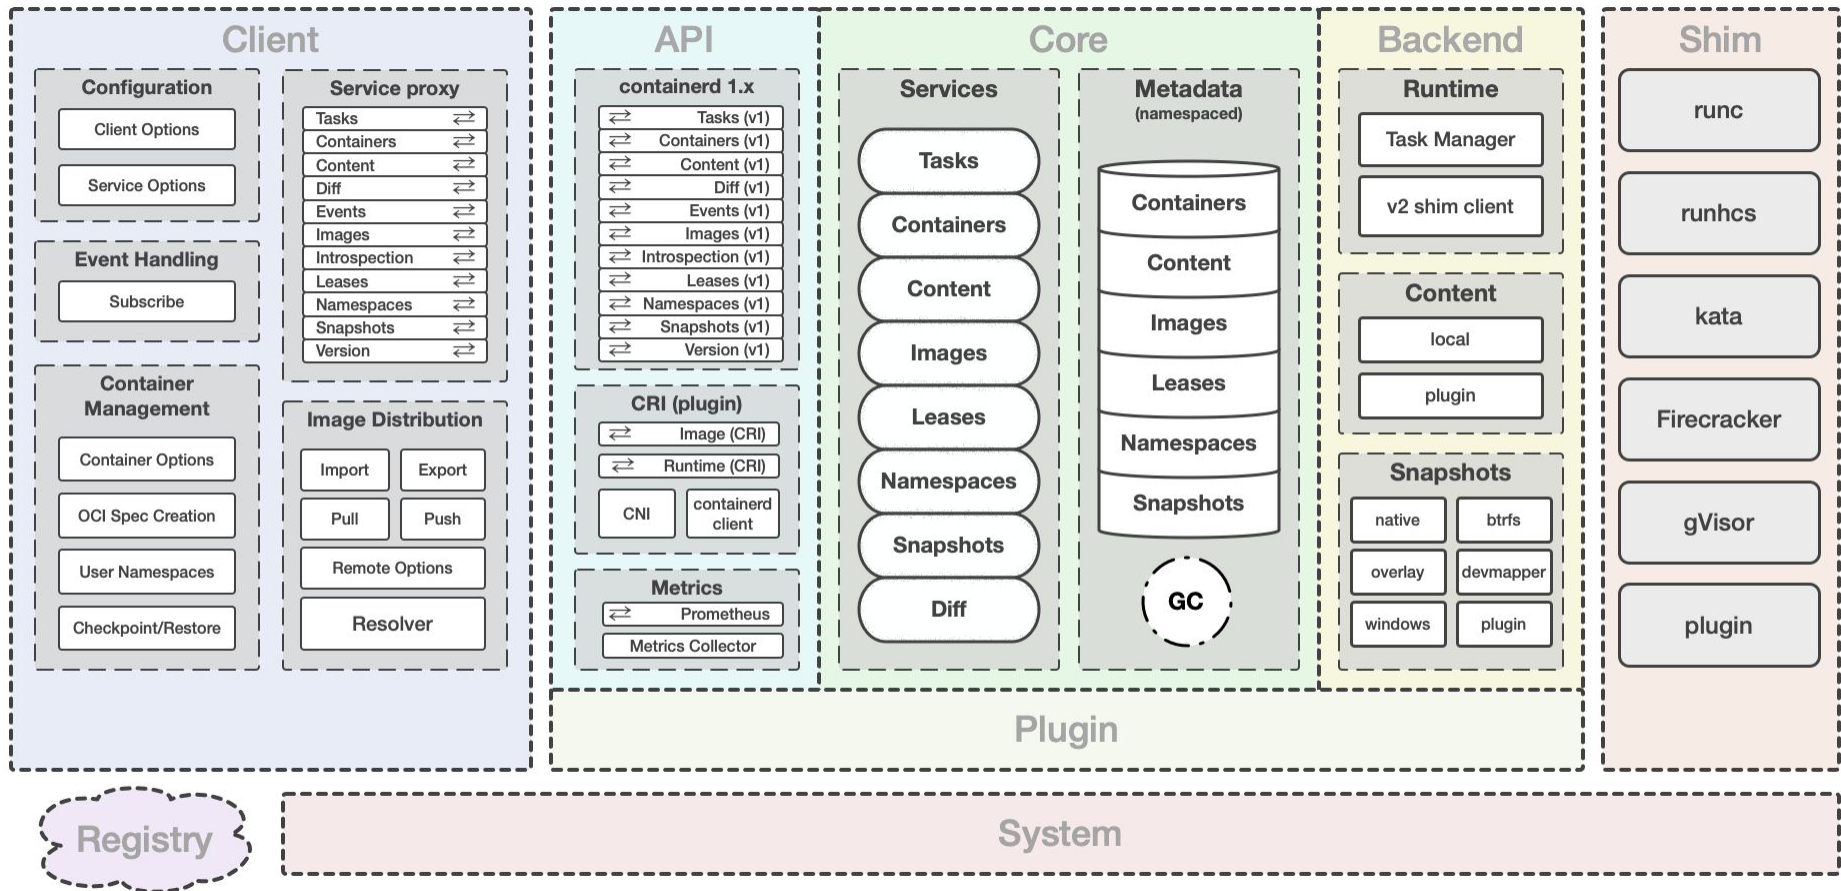 Client
Configuration
Client Options
Service Options
Event Handling
Subscribe
Container
Management
Container Options
OCI Spec Creation
User Namespaces
Checkpoint/Restore
Service proxy
Tasks
Containers
Content
Diff
Events
Images
Introspection
Leases
Namespaces
Snapshots
Version
Image Distribution
Import
Export
Pull
Push
Remote Options
Resolver
API
containerd 1.x
Tasks (v1)
Containers (v1)
Content (v1)
Diff (v1)
Events (v1)
Images (v1)
Introspection (v1)
Leases (v1)
Namespaces (v1)
Snapshots (v1)
Version (v1)
CRI (plugin)
Image (CRI)
Runtime (CRI)
CNI
containerd
client
Metrics
Prometheus
Metrics Collector
Core
Services
Tasks
Containers
Content
Images
Leases
Namespaces
Snapshots
Diff
Metadata
(namespaced)
Containers
Content
Images
Leases
Namespaces
Snapshots
GC
Backend
Runtime
Task Manager
v2 shim client
Content
local
plugin
Snapshots
native
btrfs
overlay
devmapper
windows
plugin
Plugin
Shim
runc
runhcs
kata
Firecracker
gVisor
plugin
Registry
System